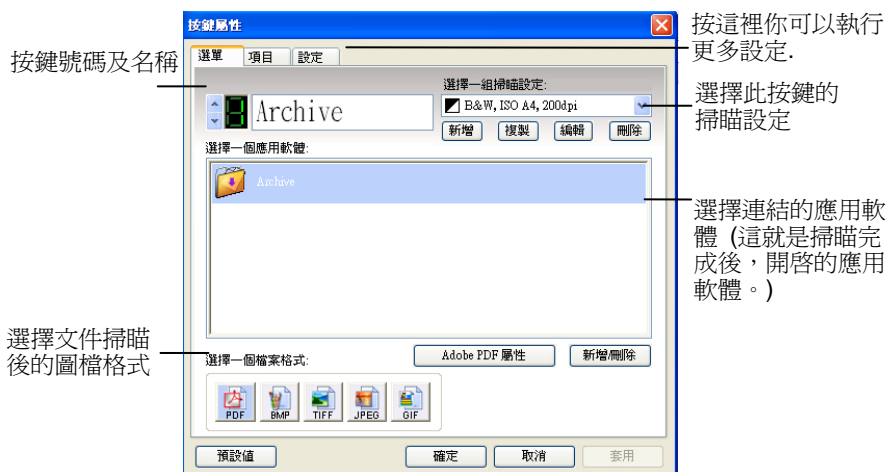 按鍵屬性
按這裡你可以執行
更多設定.
選單 項目 設定
按鍵號碼及名稱
選擇一組掃瞄設定:
Archive
B&W, ISO A4, 200dpi
選擇此按鍵的
掃瞄設定
新增 複製 編輯 刪除
選擇一個應用軟體:
Archive
選擇連結的應用軟
體 (這就是掃瞄完
成後，開啓的應用
軟體。)
選擇文件掃瞄
後的圖檔格式
選擇一個檔案格式:
Adobe PDF 屬性 新增/刪除
PDF BMP TIFF JPEG GIF
預設值 確定 取消 套用